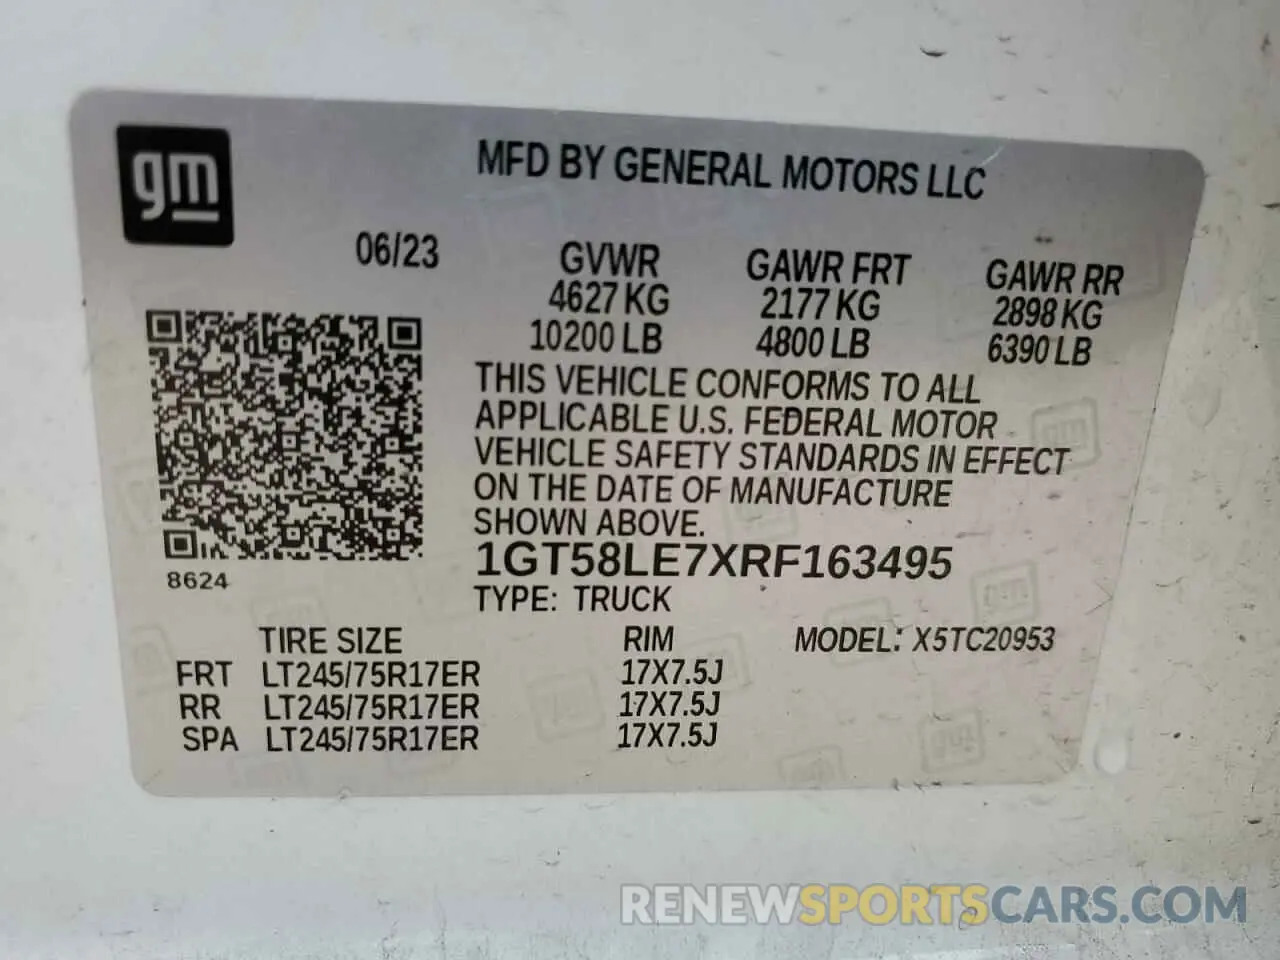 gm
MFD BY GENERAL MOTORS LLC
06/23 GVWR GAWR FRT GAWR RR
4627 KG 2177 KG 2898 KG
10200 LB 4800 LB 6390 LB
THIS VEHICLE CONFORMS TO ALL
APPLICABLE U.S. FEDERAL MOTOR
VEHICLE SAFETY STANDARDS IN EFFECT
ON THE DATE OF MANUFACTURE
SHOWN ABOVE.
8624
1GT58LE7XRF163495
TYPE: TRUCK
TIRE SIZE RIM MODEL: X5TC20953
FRT LT245/75R17ER 17X7.5J
RR LT245/75R17ER 17X7.5J
SPA LT245/75R17ER 17X7.5J
RENEWSPORTSCARS.COM